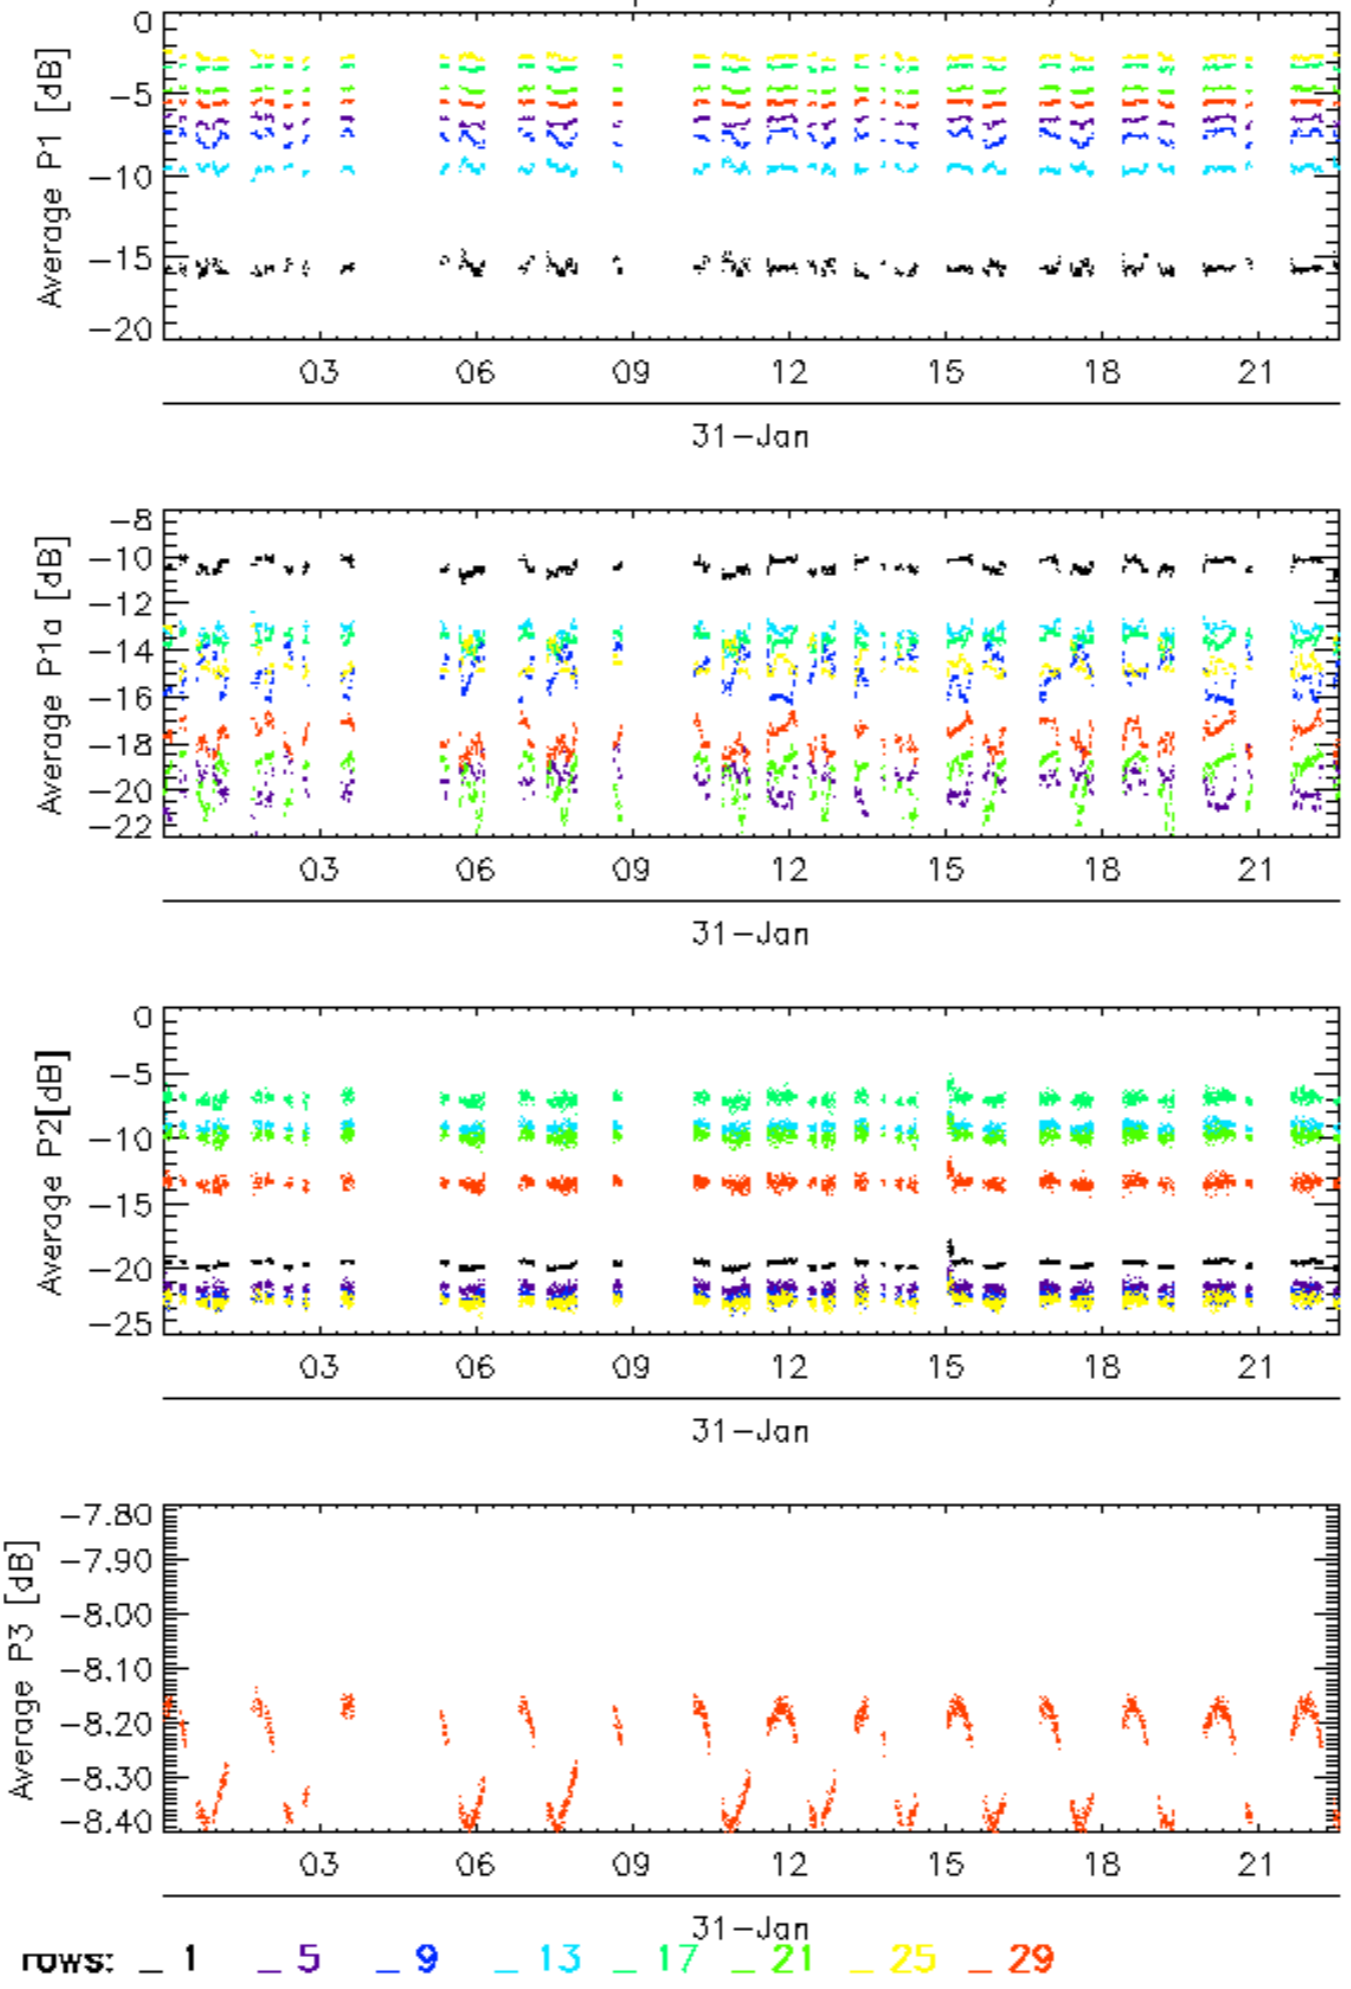 0
−5
−10
−15
−20
Average P1 [dB]
03 06 09 12 15 18 21
31−Jan
−8
−10
−12
−14
−16
−18
−20
−22
Average P1a [dB]
03 06 09 12 15 18 21
31−Jan
0
−5
−10
−15
−20
−25
Average P2[dB]
03 06 09 12 15 18 21
31−Jan
−7.80
−7.90
−8.00
−8.10
−8.20
−8.30
−8.40
Average P3 [dB]
03 06 09 12 15 18 21
31−Jan
rows: _ 1 _ 5 _ 9 _ 13 _ 17 _ 21 _ 25 _ 29